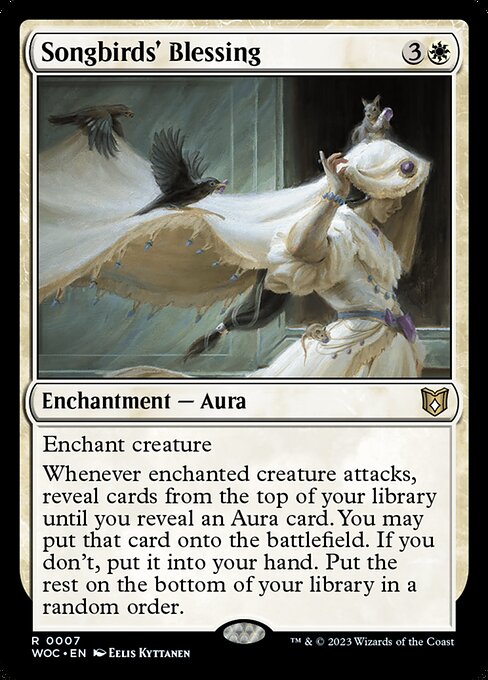 Songbirds' Blessing 3
Enchantment — Aura
Enchant creature
Whenever enchanted creature attacks,
reveal cards from the top of your library
until you reveal an Aura card. You may
put that card onto the battlefield. If you
don't, put it into your hand. Put the
rest on the bottom of your library in a
random order.
R 0007
WOC • EN Eelis Kyttanen
™ & © 2023 Wizards of the Coast